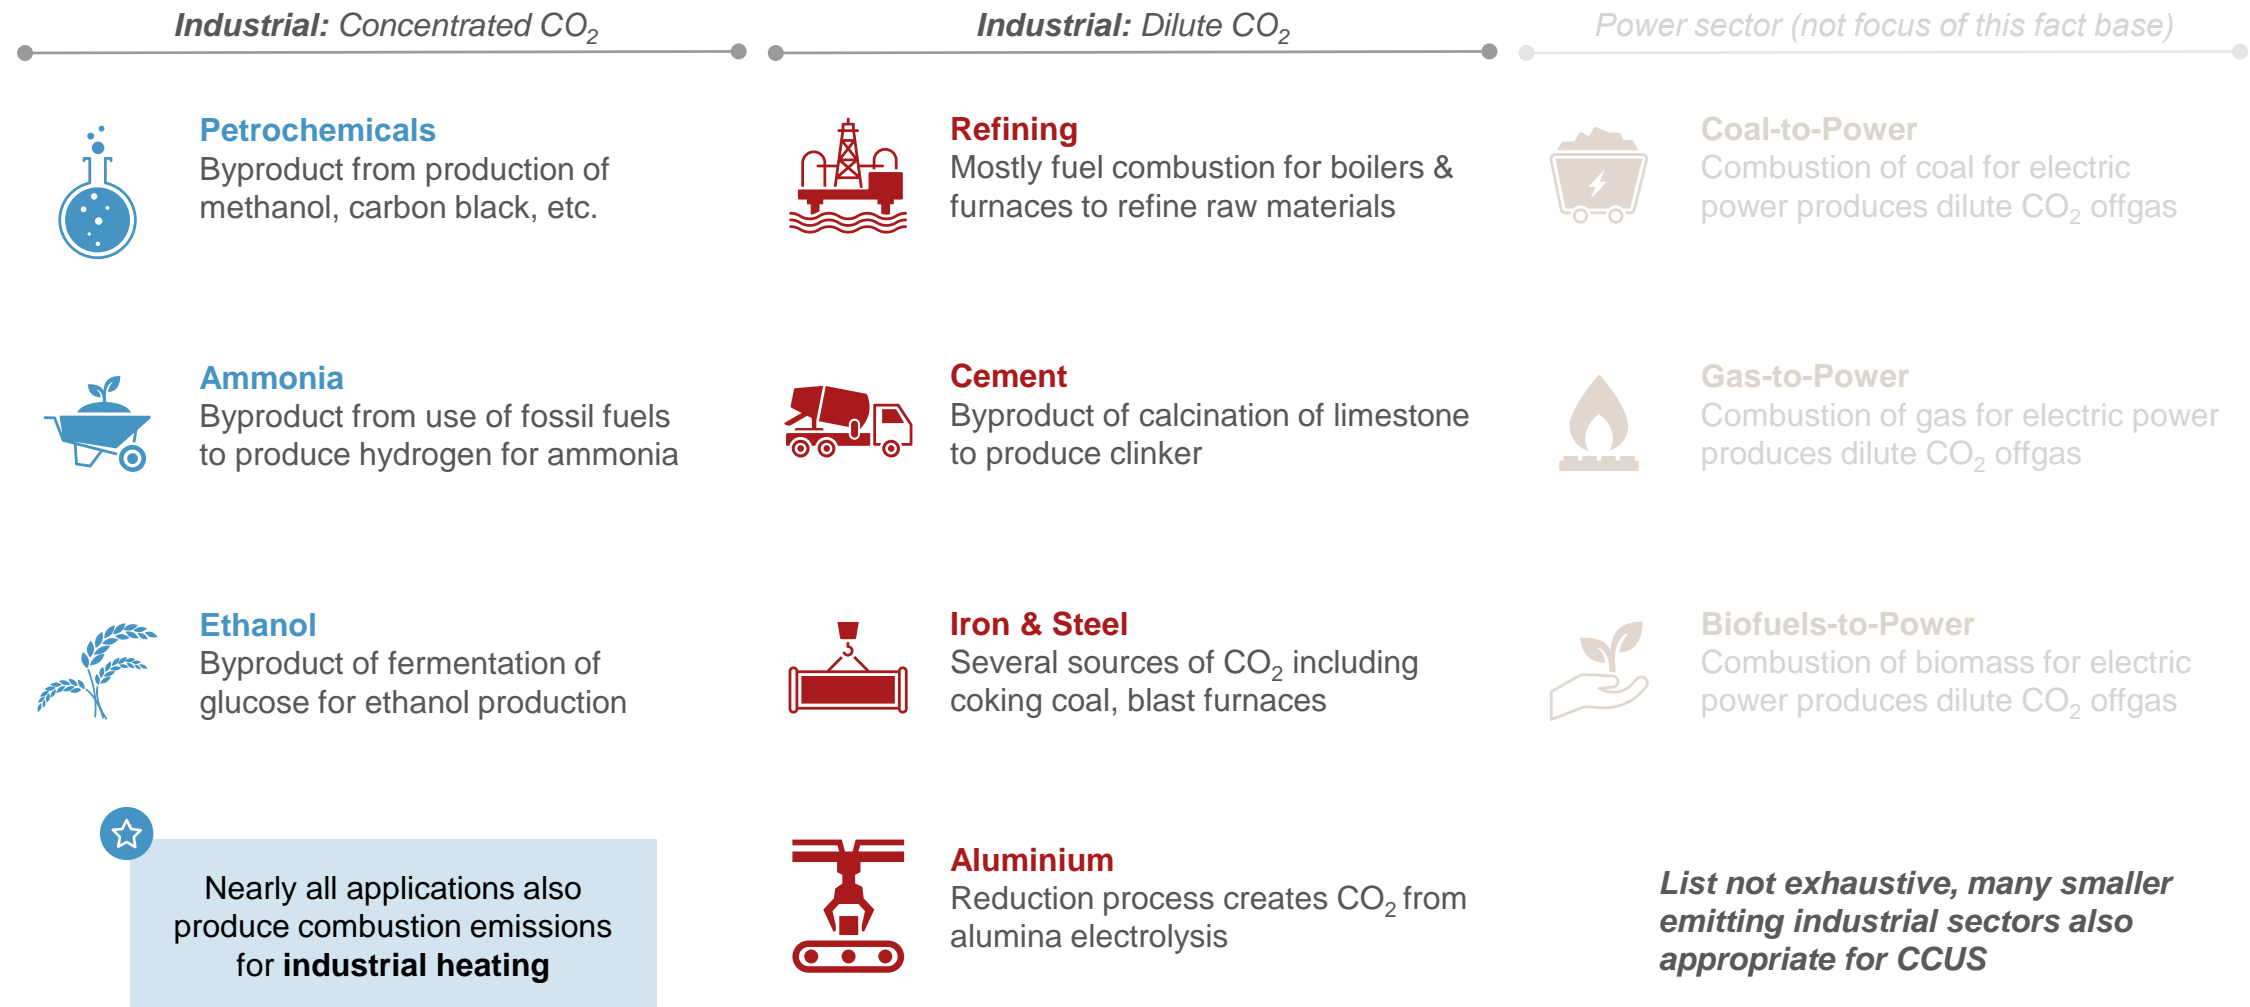 Industrial: Concentrated CO2
Petrochemicals
Byproduct from production of
methanol, carbon black, etc.
Ammonia
Byproduct from use of fossil fuels
to produce hydrogen for ammonia
Ethanol
Byproduct of fermentation of
glucose for ethanol production
Nearly all applications also
produce combustion emissions
for industrial heating
Industrial: Dilute CO2
Refining
Mostly fuel combustion for boilers &
furnaces to refine raw materials
Cement
Byproduct of calcination of limestone
to produce clinker
Iron & Steel
Several sources of CO2 including
coking coal, blast furnaces
Aluminium
Reduction process creates CO2 from
alumina electrolysis
Power sector (not focus of this fact base)
Coal-to-Power
Combustion of coal for electric
power produces dilute CO2 offgas
Gas-to-Power
Combustion of gas for electric power
produces dilute CO2 offgas
Biofuels-to-Power
Combustion of biomass for electric
power produces dilute CO2 offgas
List not exhaustive, many smaller
emitting industrial sectors also
appropriate for CCUS